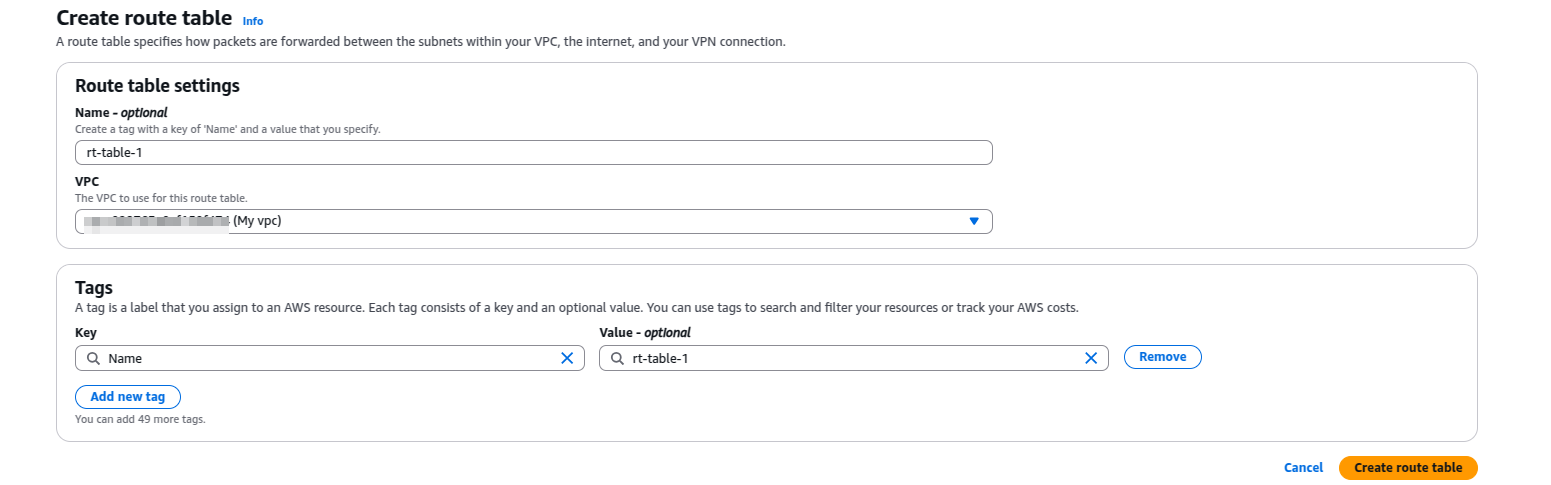 Create route table Info
A route table specifies how packets are forwarded between the subnets within your VPC, the internet, and your VPN connection.
Route table settings
Name - optional
Create a tag with a key of 'Name' and a value that you specify.
rt-table-1
VPC
The VPC to use for this route table.
(My vpc)
Tags
A tag is a label that you assign to an AWS resource. Each tag consists of a key and an optional value. You can use tags to search and filter your resources or track your AWS costs.
Key Value - optional
Name rt-table-1 Remove
Add new tag
You can add 49 more tags.
Cancel Create route table